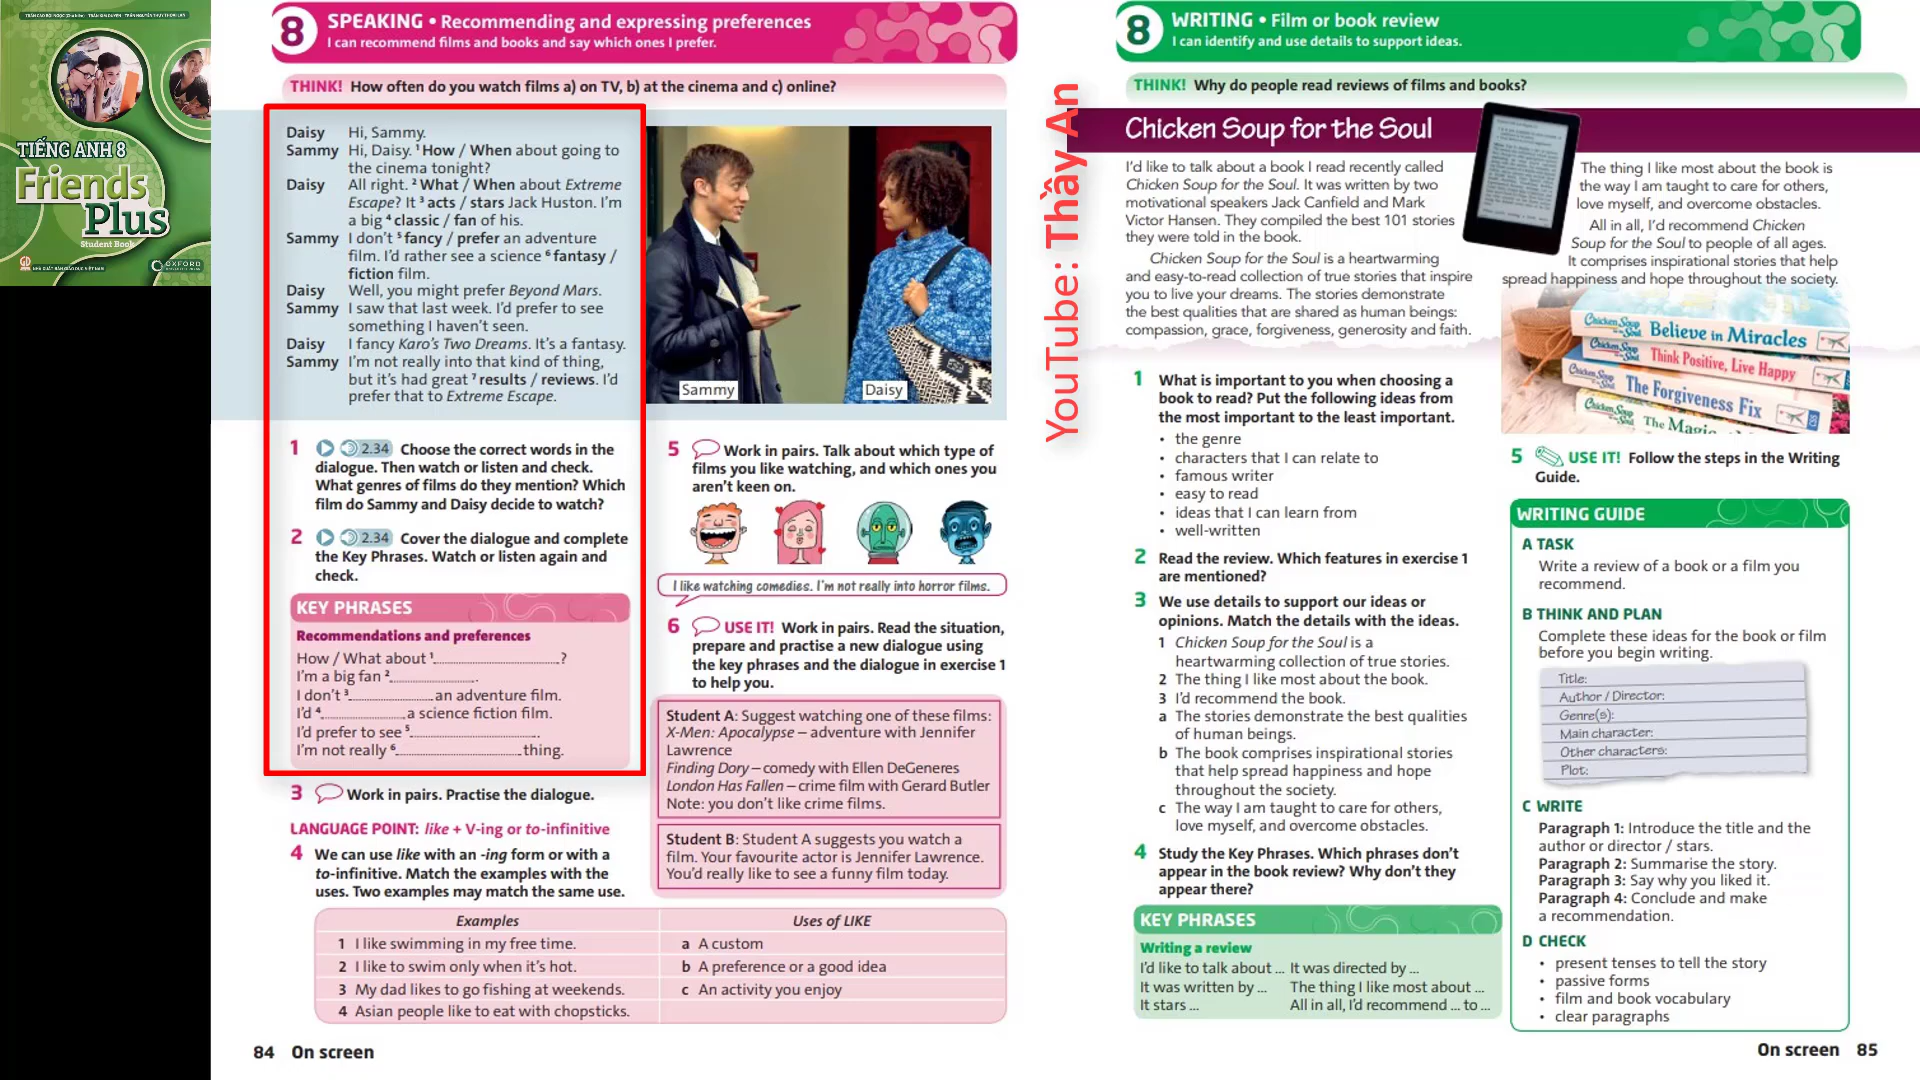 TIẾNG ANH 8
Friends
Plus
Student Book
NHÀ XUẤT BẢN GIÁO DỤC VIỆT NAM
OXFORD
8
SPEAKING • Recommending and expressing preferences
I can recommend films and books and say which ones I prefer.
THINK! How often do you watch films a) on TV, b) at the cinema and c) online?
Daisy Hi, Sammy.
Sammy Hi, Daisy. ¹ How / When about going to
the cinema tonight?
Daisy All right. ² What / When about Extreme
Escape? It ³ acts / stars Jack Huston. I'm
a big ⁴ classic / fan of his.
Sammy I don't ⁵ fancy / prefer an adventure
film. I'd rather see a science ⁶ fantasy /
fiction film.
Daisy Well, you might prefer Beyond Mars.
Sammy I saw that last week. I'd prefer to see
something I haven't seen.
Daisy I fancy Karo's Two Dreams. It's a fantasy.
Sammy I'm not really into that kind of thing,
but it's had great ⁷ results / reviews. I'd
prefer that to Extreme Escape.
Sammy
Daisy
1 2.34 Choose the correct words in the
dialogue. Then watch or listen and check.
What genres of films do they mention? Which
film do Sammy and Daisy decide to watch?
2 2.34 Cover the dialogue and complete
the Key Phrases. Watch or listen again and
check.
KEY PHRASES
Recommendations and preferences
How / What about ¹..............................?
I'm a big fan ².....................
I don't ³.................... an adventure film.
I'd ⁴.................... a science fiction film.
I'd prefer to see ⁵..............................
I'm not really ⁶.............................. thing.
3 Work in pairs. Practise the dialogue.
LANGUAGE POINT: like + V-ing or to-infinitive
4 We can use like with an -ing form or with a
to-infinitive. Match the examples with the
uses. Two examples may match the same use.
5 Work in pairs. Talk about which type of
films you like watching, and which ones you
aren't keen on.
I like watching comedies. I'm not really into horror films.
6 USE IT! Work in pairs. Read the situation,
prepare and practise a new dialogue using
the key phrases and the dialogue in exercise 1
to help you.
Student A: Suggest watching one of these films:
X-Men: Apocalypse – adventure with Jennifer
Lawrence
Finding Dory – comedy with Ellen DeGeneres
London Has Fallen – crime film with Gerard Butler
Note: you don't like crime films.
Student B: Student A suggests you watch a
film. Your favourite actor is Jennifer Lawrence.
You'd really like to see a funny film today.
Examples Uses of LIKE
1 I like swimming in my free time. a A custom
2 I like to swim only when it's hot. b A preference or a good idea
3 My dad likes to go fishing at weekends. c An activity you enjoy
4 Asian people like to eat with chopsticks.
84 On screen
YouTube: Thầy An
8
WRITING • Film or book review
I can identify and use details to support ideas.
THINK! Why do people read reviews of films and books?
Chicken Soup for the Soul
I'd like to talk about a book I read recently called
Chicken Soup for the Soul. It was written by two
motivational speakers Jack Canfield and Mark
Victor Hansen. They compiled the best 101 stories
they were told in the book.
Chicken Soup for the Soul is a heartwarming
and easy-to-read collection of true stories that inspire
you to live your dreams. The stories demonstrate
the best qualities that are shared as human beings:
compassion, grace, forgiveness, generosity and faith.
The thing I like most about the book is
the way I am taught to care for others,
love myself, and overcome obstacles.
All in all, I'd recommend Chicken
Soup for the Soul to people of all ages.
It comprises inspirational stories that help
spread happiness and hope throughout the society.
Chicken Soup for the Soul Believe in Miracles
Chicken Soup for the Soul Think Positive, Live Happy
Chicken Soup for the Soul The Forgiveness Fix
Chicken Soup The Magic
1 What is important to you when choosing a
book to read? Put the following ideas from
the most important to the least important.
• the genre
• characters that I can relate to
• famous writer
• easy to read
• ideas that I can learn from
• well-written
2 Read the review. Which features in exercise 1
are mentioned?
3 We use details to support our ideas or
opinions. Match the details with the ideas.
1 Chicken Soup for the Soul is a
heartwarming collection of true stories.
2 The thing I like most about the book.
3 I'd recommend the book.
a The stories demonstrate the best qualities
of human beings.
b The book comprises inspirational stories
that help spread happiness and hope
throughout the society.
c The way I am taught to care for others,
love myself, and overcome obstacles.
4 Study the Key Phrases. Which phrases don't
appear in the book review? Why don't they
appear there?
KEY PHRASES
Writing a review
I'd like to talk about ... It was directed by ...
It was written by ... The thing I like most about ...
It stars ... All in all, I'd recommend ... to ...
5 USE IT! Follow the steps in the Writing
Guide.
WRITING GUIDE
A TASK
Write a review of a book or a film you
recommend.
B THINK AND PLAN
Complete these ideas for the book or film
before you begin writing.
Title:
Author / Director:
Genre(s):
Main character:
Other characters:
Plot:
C WRITE
Paragraph 1: Introduce the title and the
author or director / stars.
Paragraph 2: Summarise the story.
Paragraph 3: Say why you liked it.
Paragraph 4: Conclude and make
a recommendation.
D CHECK
• present tenses to tell the story
• passive forms
• film and book vocabulary
• clear paragraphs
On screen 85